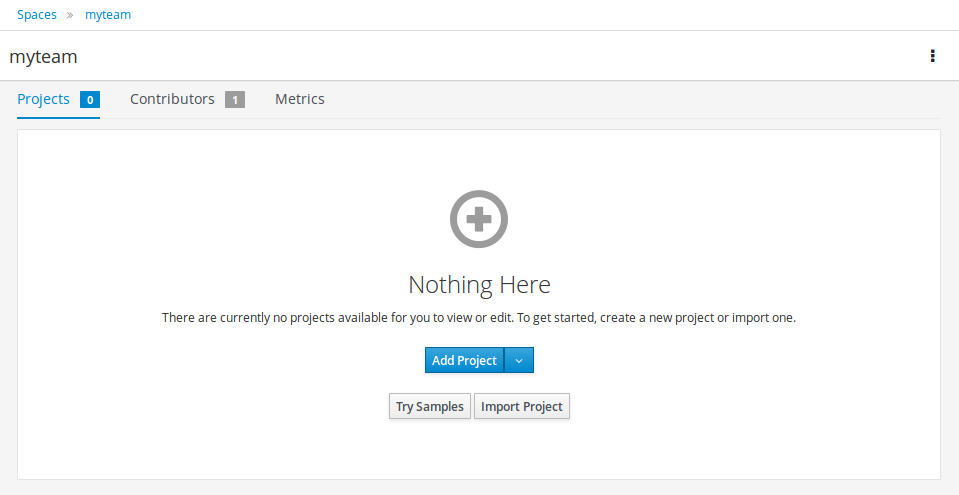 Spaces » myteam
myteam
Projects 0 Contributors 1 Metrics
Nothing Here
There are currently no projects available for you to view or edit. To get started, create a new project or import one.
Add Project
Try Samples Import Project